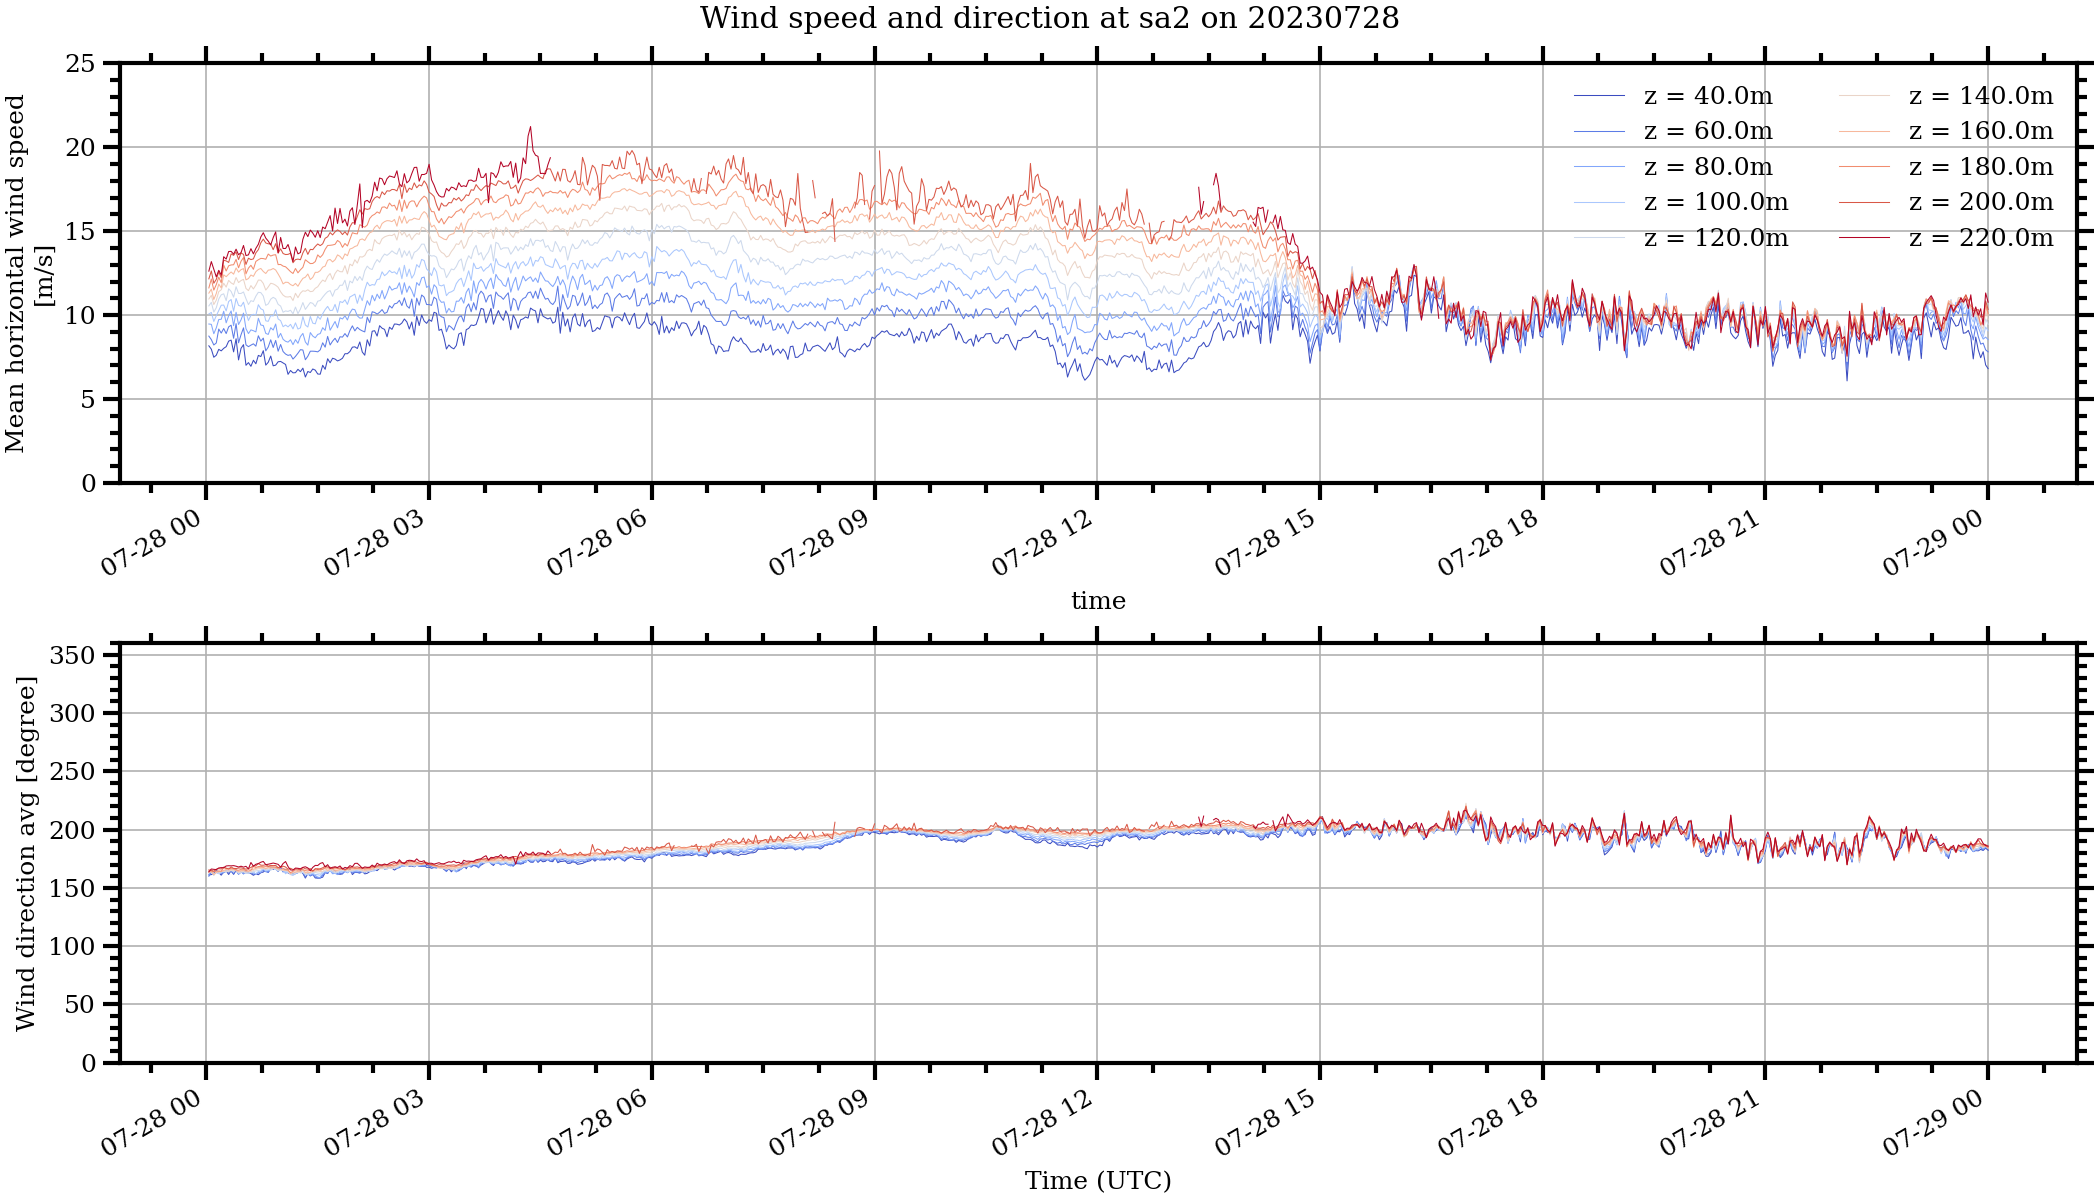 Wind speed and direction at sa2 on 20230728
Mean horizontal wind speed
[m/s]
25
20
15
10
5
0
z = 40.0m
z = 60.0m
z = 80.0m
z = 100.0m
z = 120.0m
z = 140.0m
z = 160.0m
z = 180.0m
z = 200.0m
z = 220.0m
07-28 00
07-28 03
07-28 06
07-28 09
07-28 12
07-28 15
07-28 18
07-28 21
07-29 00
time
Wind direction avg [degree]
350
300
250
200
150
100
50
0
07-28 00
07-28 03
07-28 06
07-28 09
07-28 12
07-28 15
07-28 18
07-28 21
07-29 00
Time (UTC)